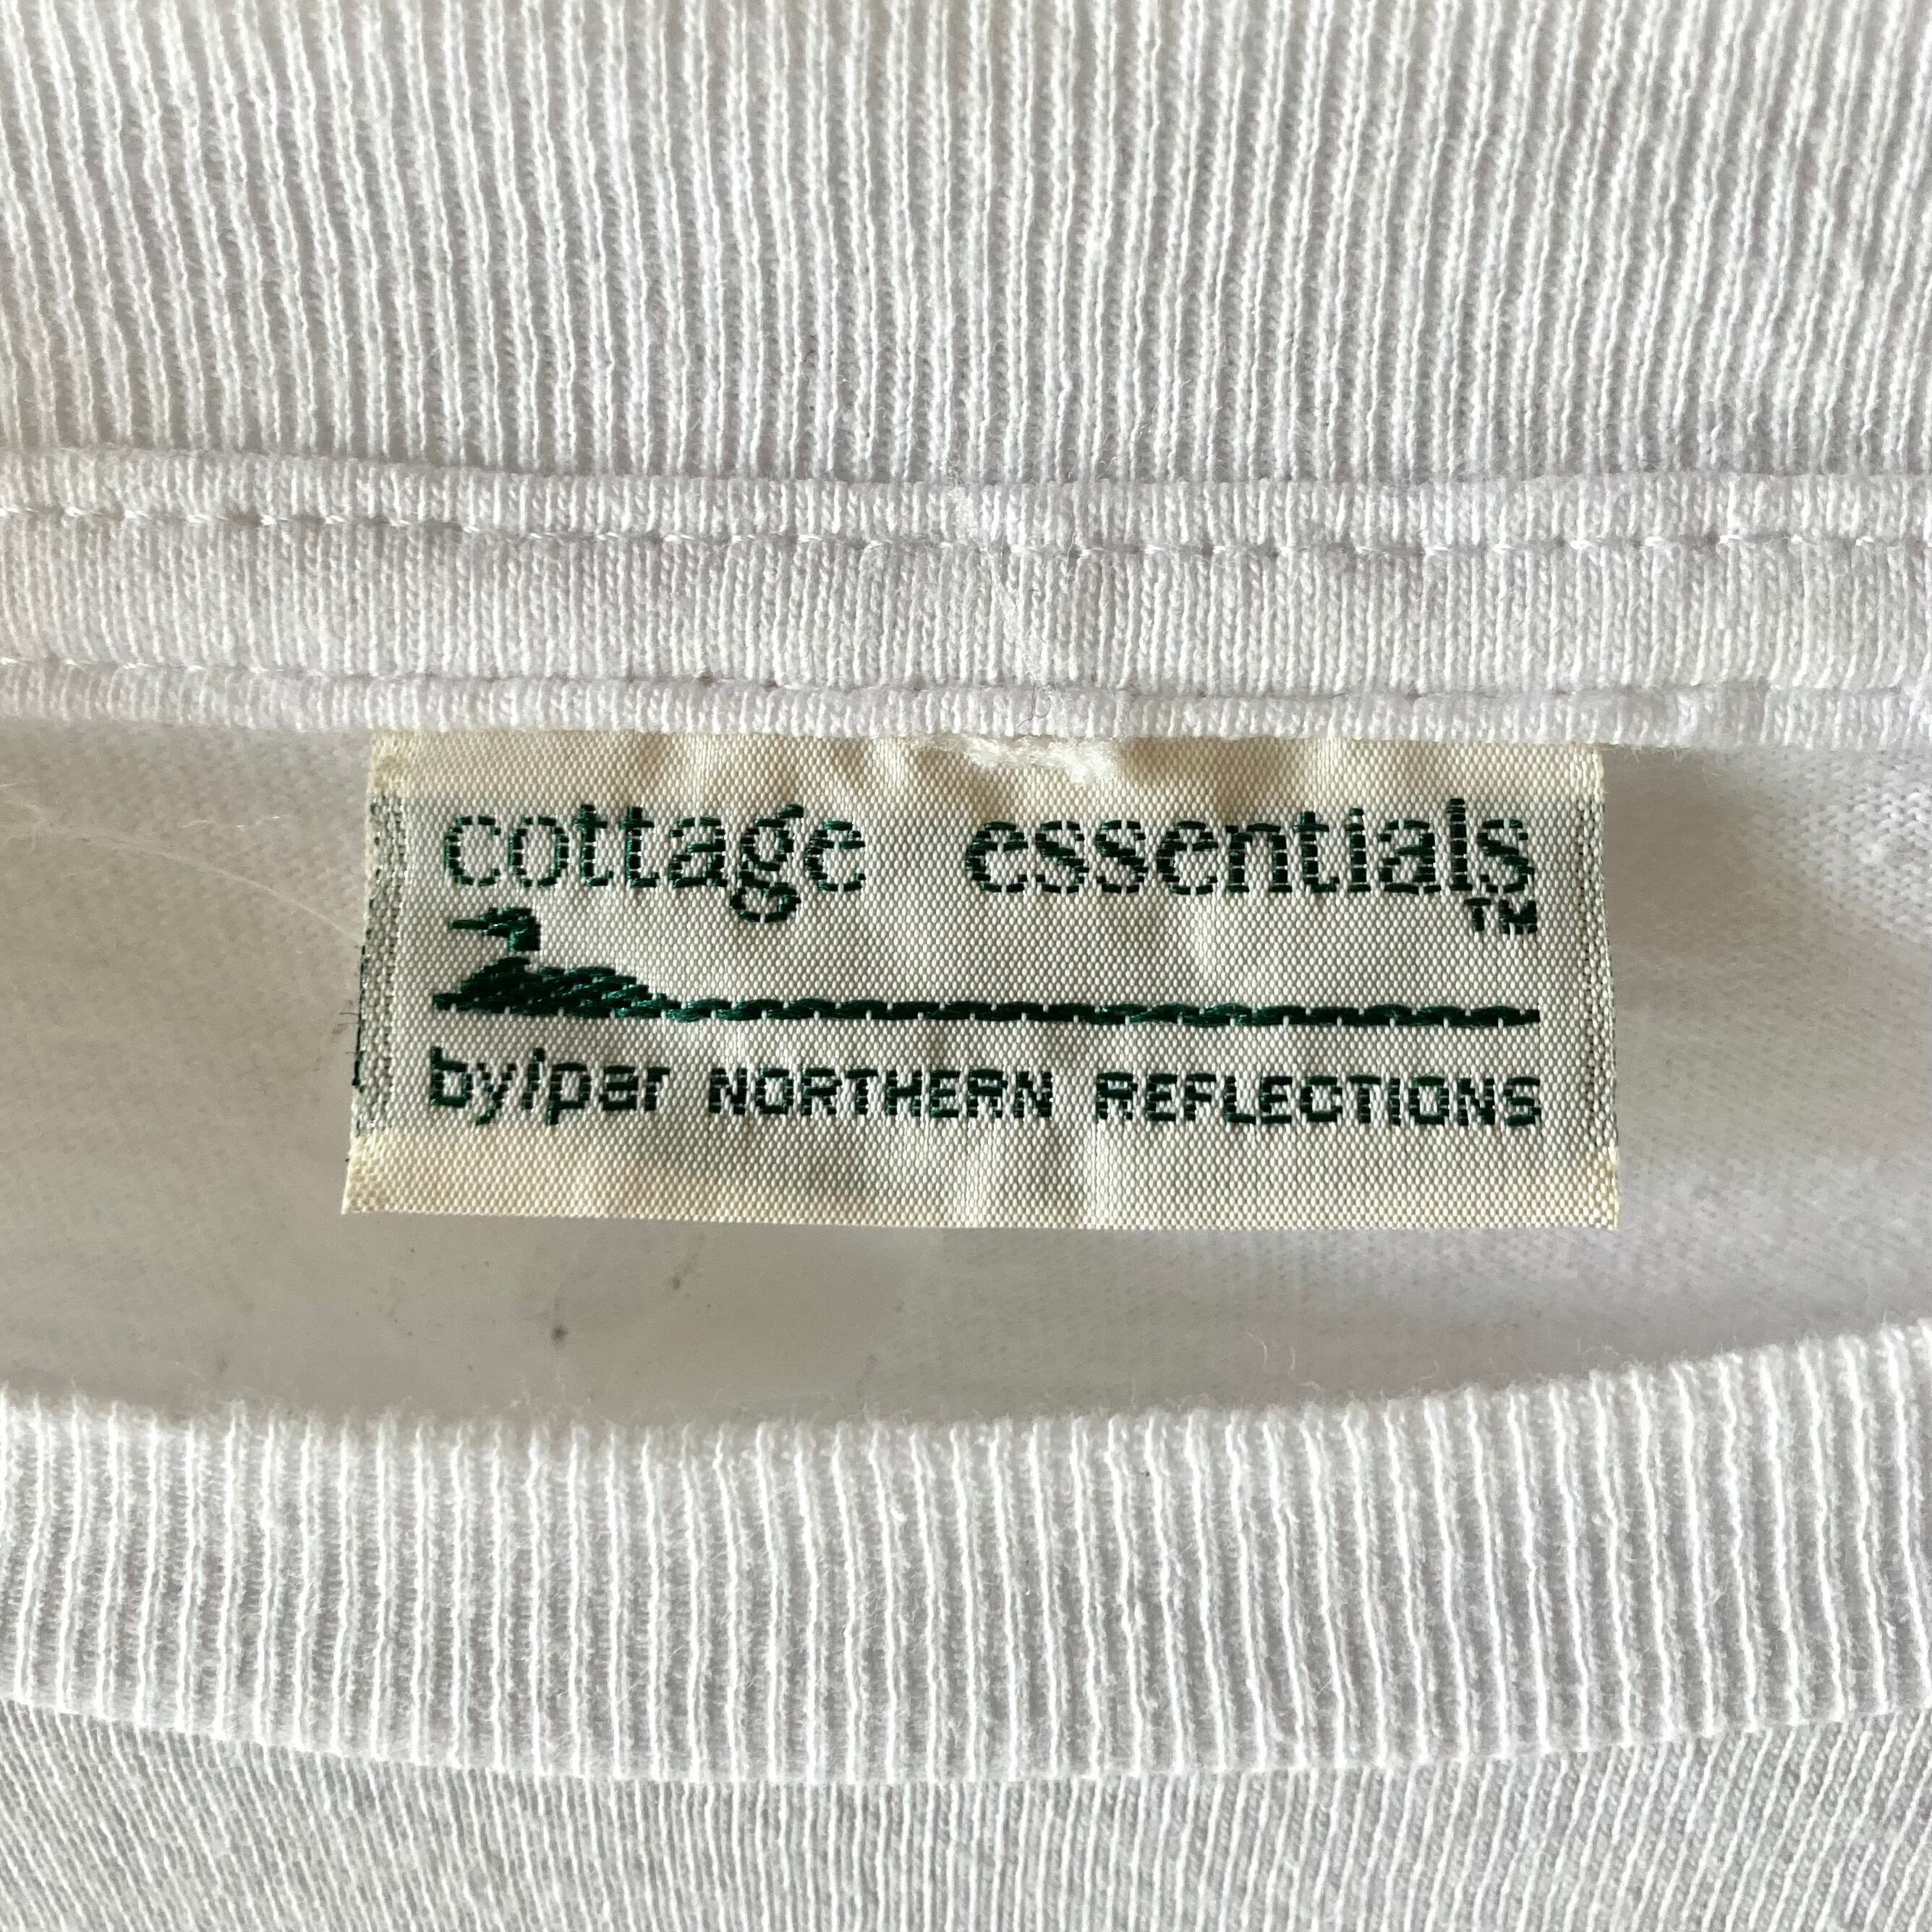 cottage essentials
TM
by/par NORTHERN REFLECTIONS